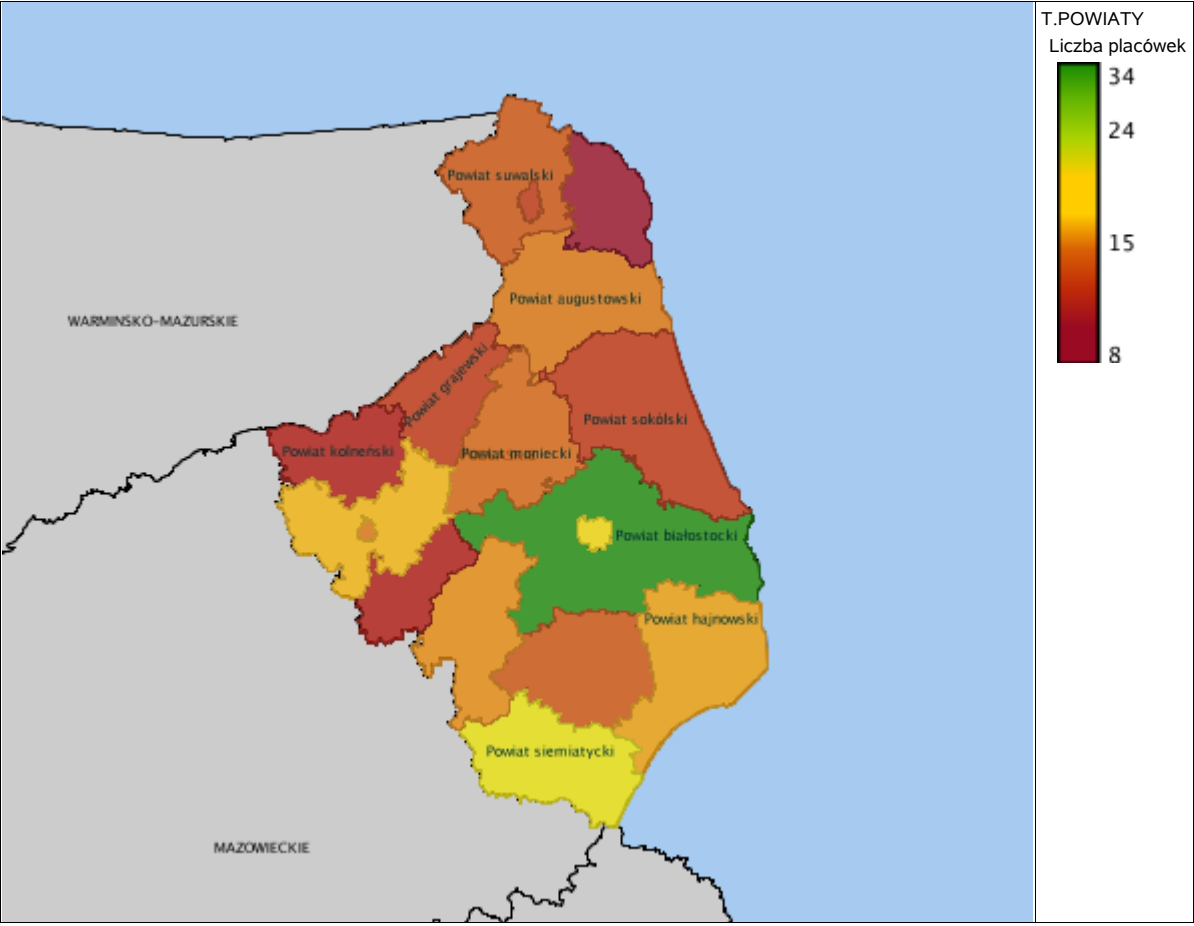 T.POWIATY
Liczba placówek
34
24
15
8
Powiat suwalski
Powiat augustowski
WARMIŃSKO-MAZURSKIE
Powiat grajewski
Powiat sokólski
Powiat kolneński
Powiat moniecki
Powiat białostocki
Powiat hajnowski
Powiat siemiatycki
MAZOWIECKIE